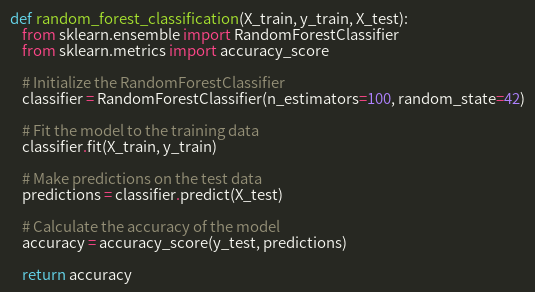 def random_forest_classification(X_train, y_train, X_test):
from sklearn.ensemble import RandomForestClassifier
from sklearn.metrics import accuracy_score
# Initialize the RandomForestClassifier
classifier = RandomForestClassifier(n_estimators=100, random_state=42)
# Fit the model to the training data
classifier.fit(X_train, y_train)
# Make predictions on the test data
predictions = classifier.predict(X_test)
# Calculate the accuracy of the model
accuracy = accuracy_score(y_test, predictions)
return accuracy